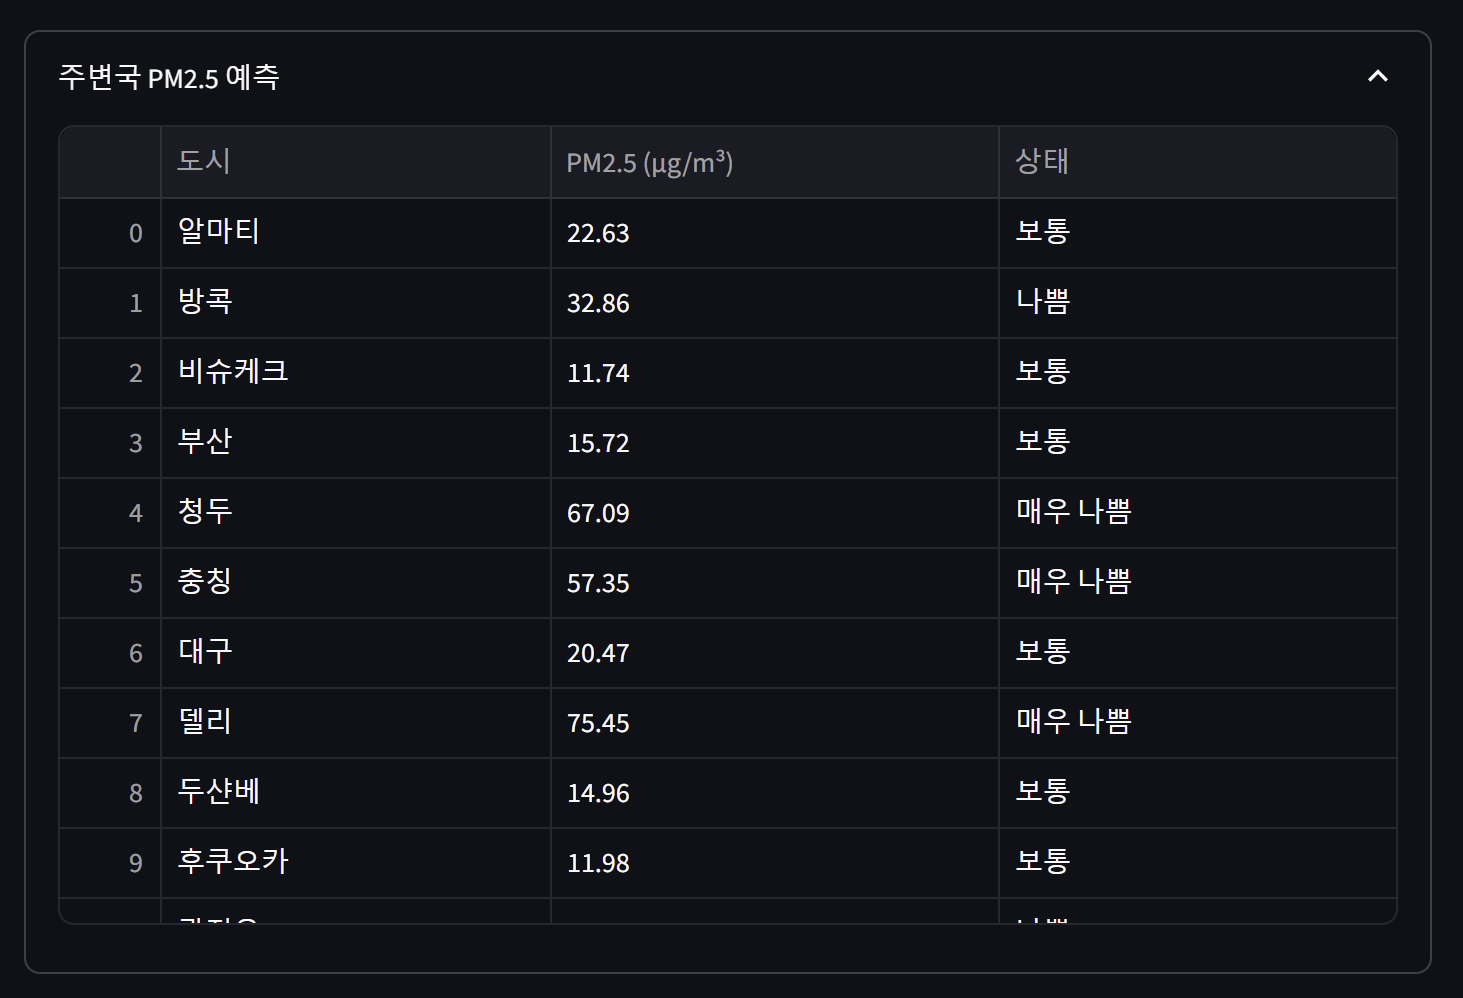 주변국 PM2.5 예측
도시 PM2.5 (μg/m³) 상태
0 알마티 22.63 보통
1 방콕 32.86 나쁨
2 비슈케크 11.74 보통
3 부산 15.72 보통
4 청두 67.09 매우 나쁨
5 충칭 57.35 매우 나쁨
6 대구 20.47 보통
7 델리 75.45 매우 나쁨
8 두샨베 14.96 보통
9 후쿠오카 11.98 보통